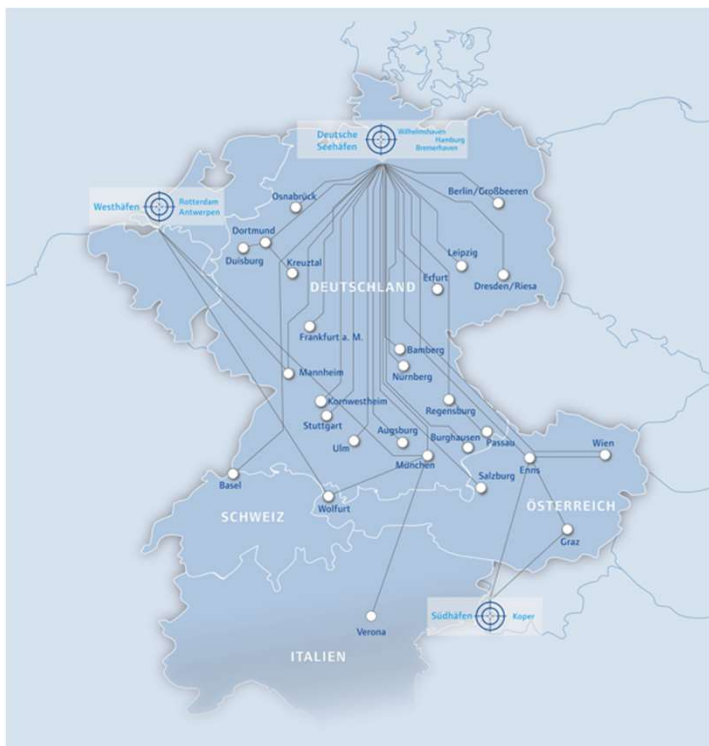 Deutsche
Seehäfen
Wilhelmshaven
Hamburg
Bremerhaven
Westhäfen
Rotterdam
Antwerpen
Osnabrück
Berlin/Großbeeren
Dortmund
Duisburg
Kreuztal
Leipzig
Erfurt
Dresden/Riesa
DEUTSCHLAND
Frankfurt a. M.
Bamberg
Nürnberg
Mannheim
Kornwestheim
Stuttgart
Regensburg
Ulm
Augsburg
Burghausen
Passau
Wien
München
Enns
Basel
Salzburg
Wolfurt
SCHWEIZ
ÖSTERREICH
Graz
Südhäfen
Koper
Verona
ITALIEN